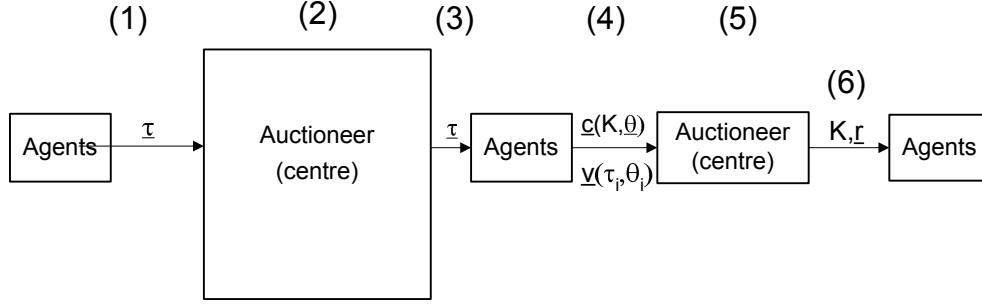 (1) (2) (3) (4) (5)
(6)
Agents τ Auctioneer (centre) τ Agents c(K,θ) v(τi,θi) Auctioneer (centre) K,r Agents